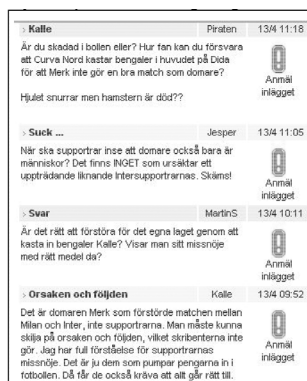 > Kalle Piraten 13/4 11:18
Är du skadad i bollen eller? Hur fan kan du försvara
att Curva Nord kastar bengaler i huvudet på Dida
för att Merk inte gör en bra match som domare?
Hjulet snurrar men hamstern är död??
Anmäl
inlägget
> Suck ... Jesper 13/4 11:05
När ska supportrar inse att domare också bara är
människor? Det finns INGET som ursäktar ett
uppträdande liknande Intersupportrarnas. Skäms!
Anmäl
inlägget
> Svar MartinS 13/4 10:11
Är det rätt att förstöra för det egna laget genom att
kasta in bengaler Kalle? Visar man sitt missnöje
med rätt medel da?
Anmäl
inlägget
> Orsaken och följden Kalle 13/4 09:52
Det är domaren Merk som förstörde matchen mellan
Milan och Inter, inte supportrarna. Man måste kunna
skilja på orsaken och följden, vilket skribenterna inte
gör. Jag har full förståelse för supportrarnas
missnöje. Det är ju dem som pumpar pengarna in i
fotbollen. Då får de också kräva att allt går rätt till.
Anmäl
inlägget